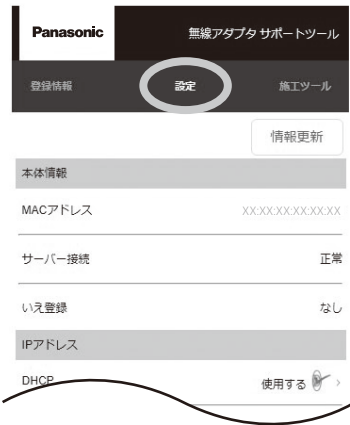 Panasonic 無線アダプタ サポートツール
登録情報 設定 施工ツール
情報更新
本体情報
MACアドレス XX:XX:XX:XX:XX:XX
サーバー接続 正常
いえ登録 なし
IPアドレス
DHCP 使用する